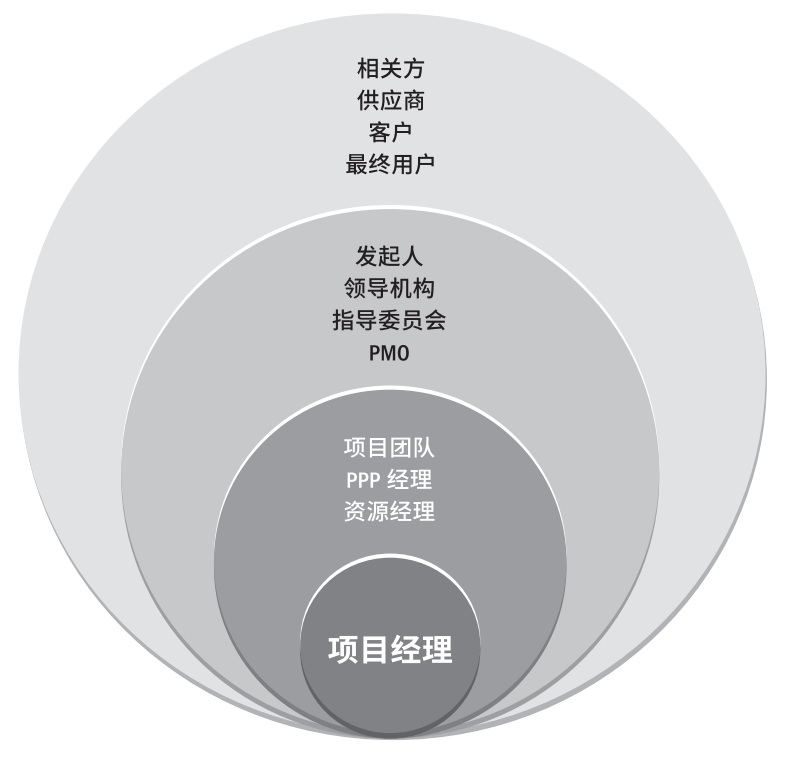 相关方
供应商
客户
最终用户
发起人
领导机构
指导委员会
PMO
项目团队
PPP 经理
资源经理
项目经理